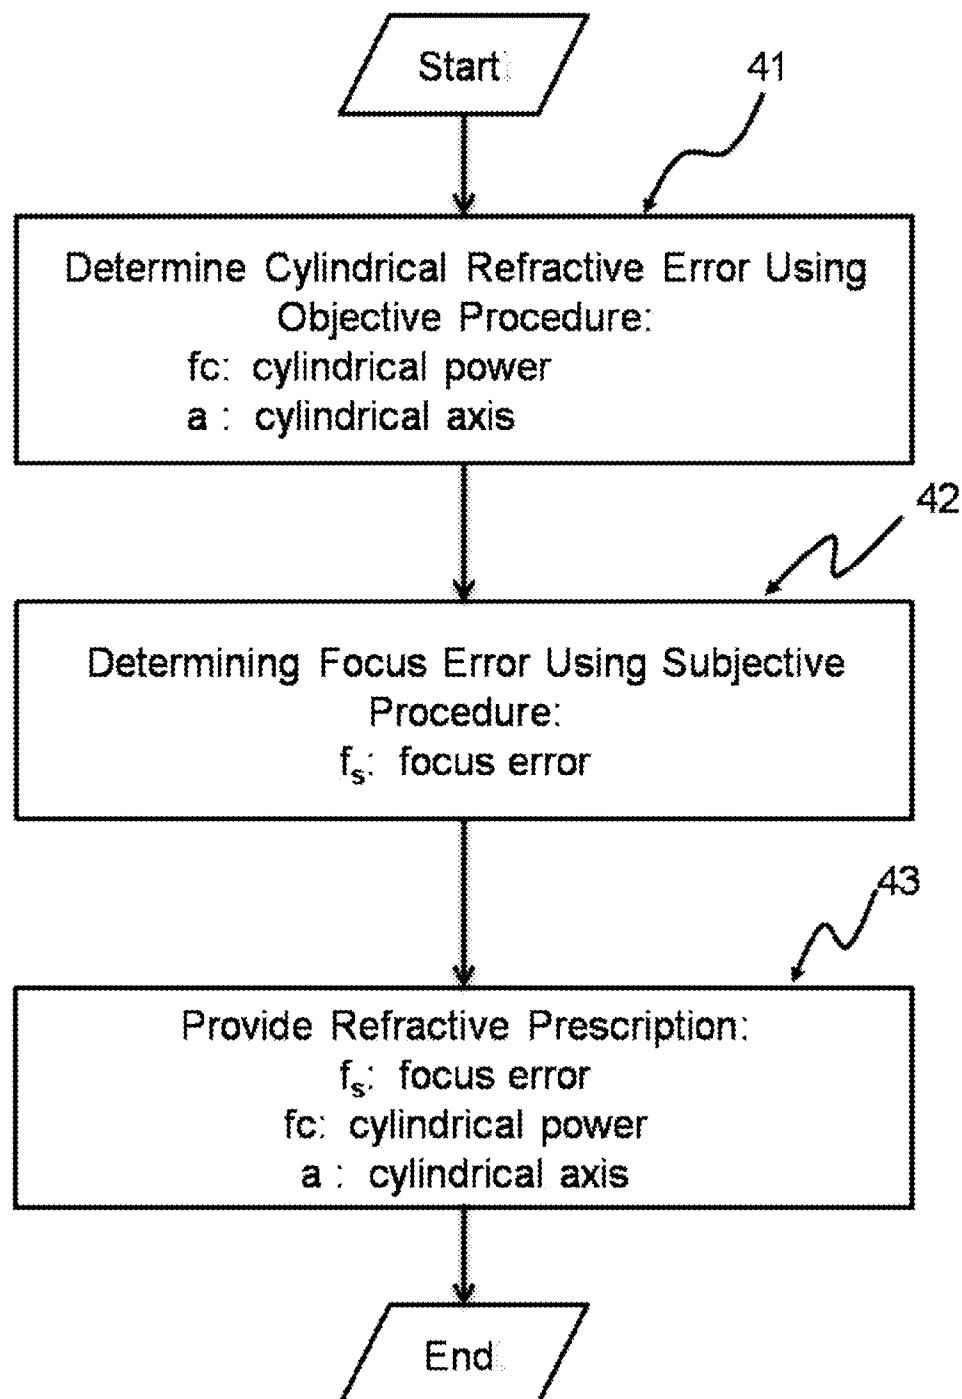 Start
41
Determine Cylindrical Refractive Error Using
Objective Procedure:
fc: cylindrical power
a : cylindrical axis
42
Determining Focus Error Using Subjective
Procedure:
fs: focus error
43
Provide Refractive Prescription:
fs: focus error
fc: cylindrical power
a : cylindrical axis
End